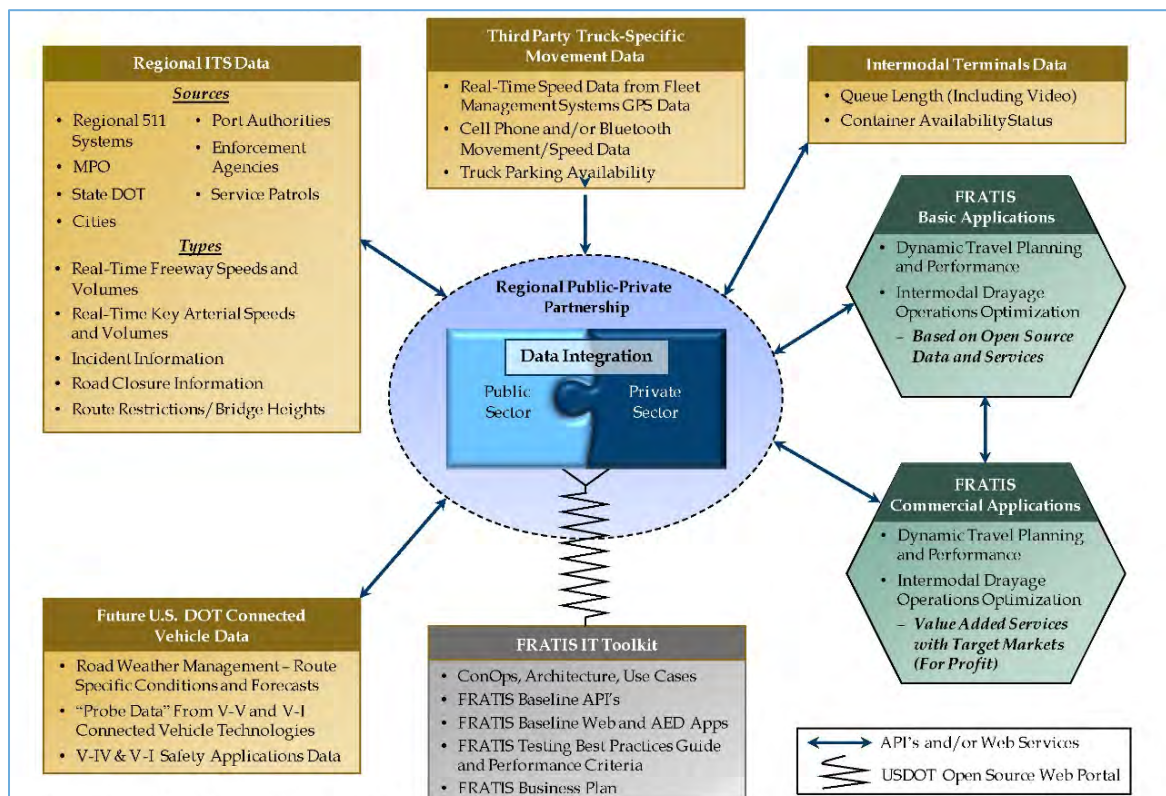 Regional ITS Data
Sources
• Regional 511
Systems
• MPO
• State DOT
• Cities
• Port Authorities
• Enforcement
Agencies
• Service Patrols
Types
• Real-Time Freeway Speeds and
Volumes
• Real-Time Key Arterial Speeds
and Volumes
• Incident Information
• Road Closure Information
• Route Restrictions/Bridge Heights
Third Party Truck-Specific
Movement Data
• Real-Time Speed Data from Fleet
Management Systems GPS Data
• Cell Phone and/or Bluetooth
Movement/Speed Data
• Truck Parking Availability
Intermodal Terminals Data
• Queue Length (Including Video)
• Container Availability Status
Regional Public-Private
Partnership
Data Integration
Public
Sector
Private
Sector
FRATIS
Basic Applications
• Dynamic Travel Planning
and Performance
• Intermodal Drayage
Operations Optimization
– Based on Open Source
Data and Services
FRATIS
Commercial Applications
• Dynamic Travel Planning
and Performance
• Intermodal Drayage
Operations Optimization
– Value Added Services
with Target Markets
(For Profit)
Future U.S. DOT Connected
Vehicle Data
• Road Weather Management – Route
Specific Conditions and Forecasts
• "Probe Data" From V-V and V-I
Connected Vehicle Technologies
• V-IV & V-I Safety Applications Data
FRATIS IT Toolkit
• ConOps, Architecture, Use Cases
• FRATIS Baseline API's
• FRATIS Baseline Web and AED Apps
• FRATIS Testing Best Practices Guide
and Performance Criteria
• FRATIS Business Plan
API's and/or Web Services
USDOT Open Source Web Portal